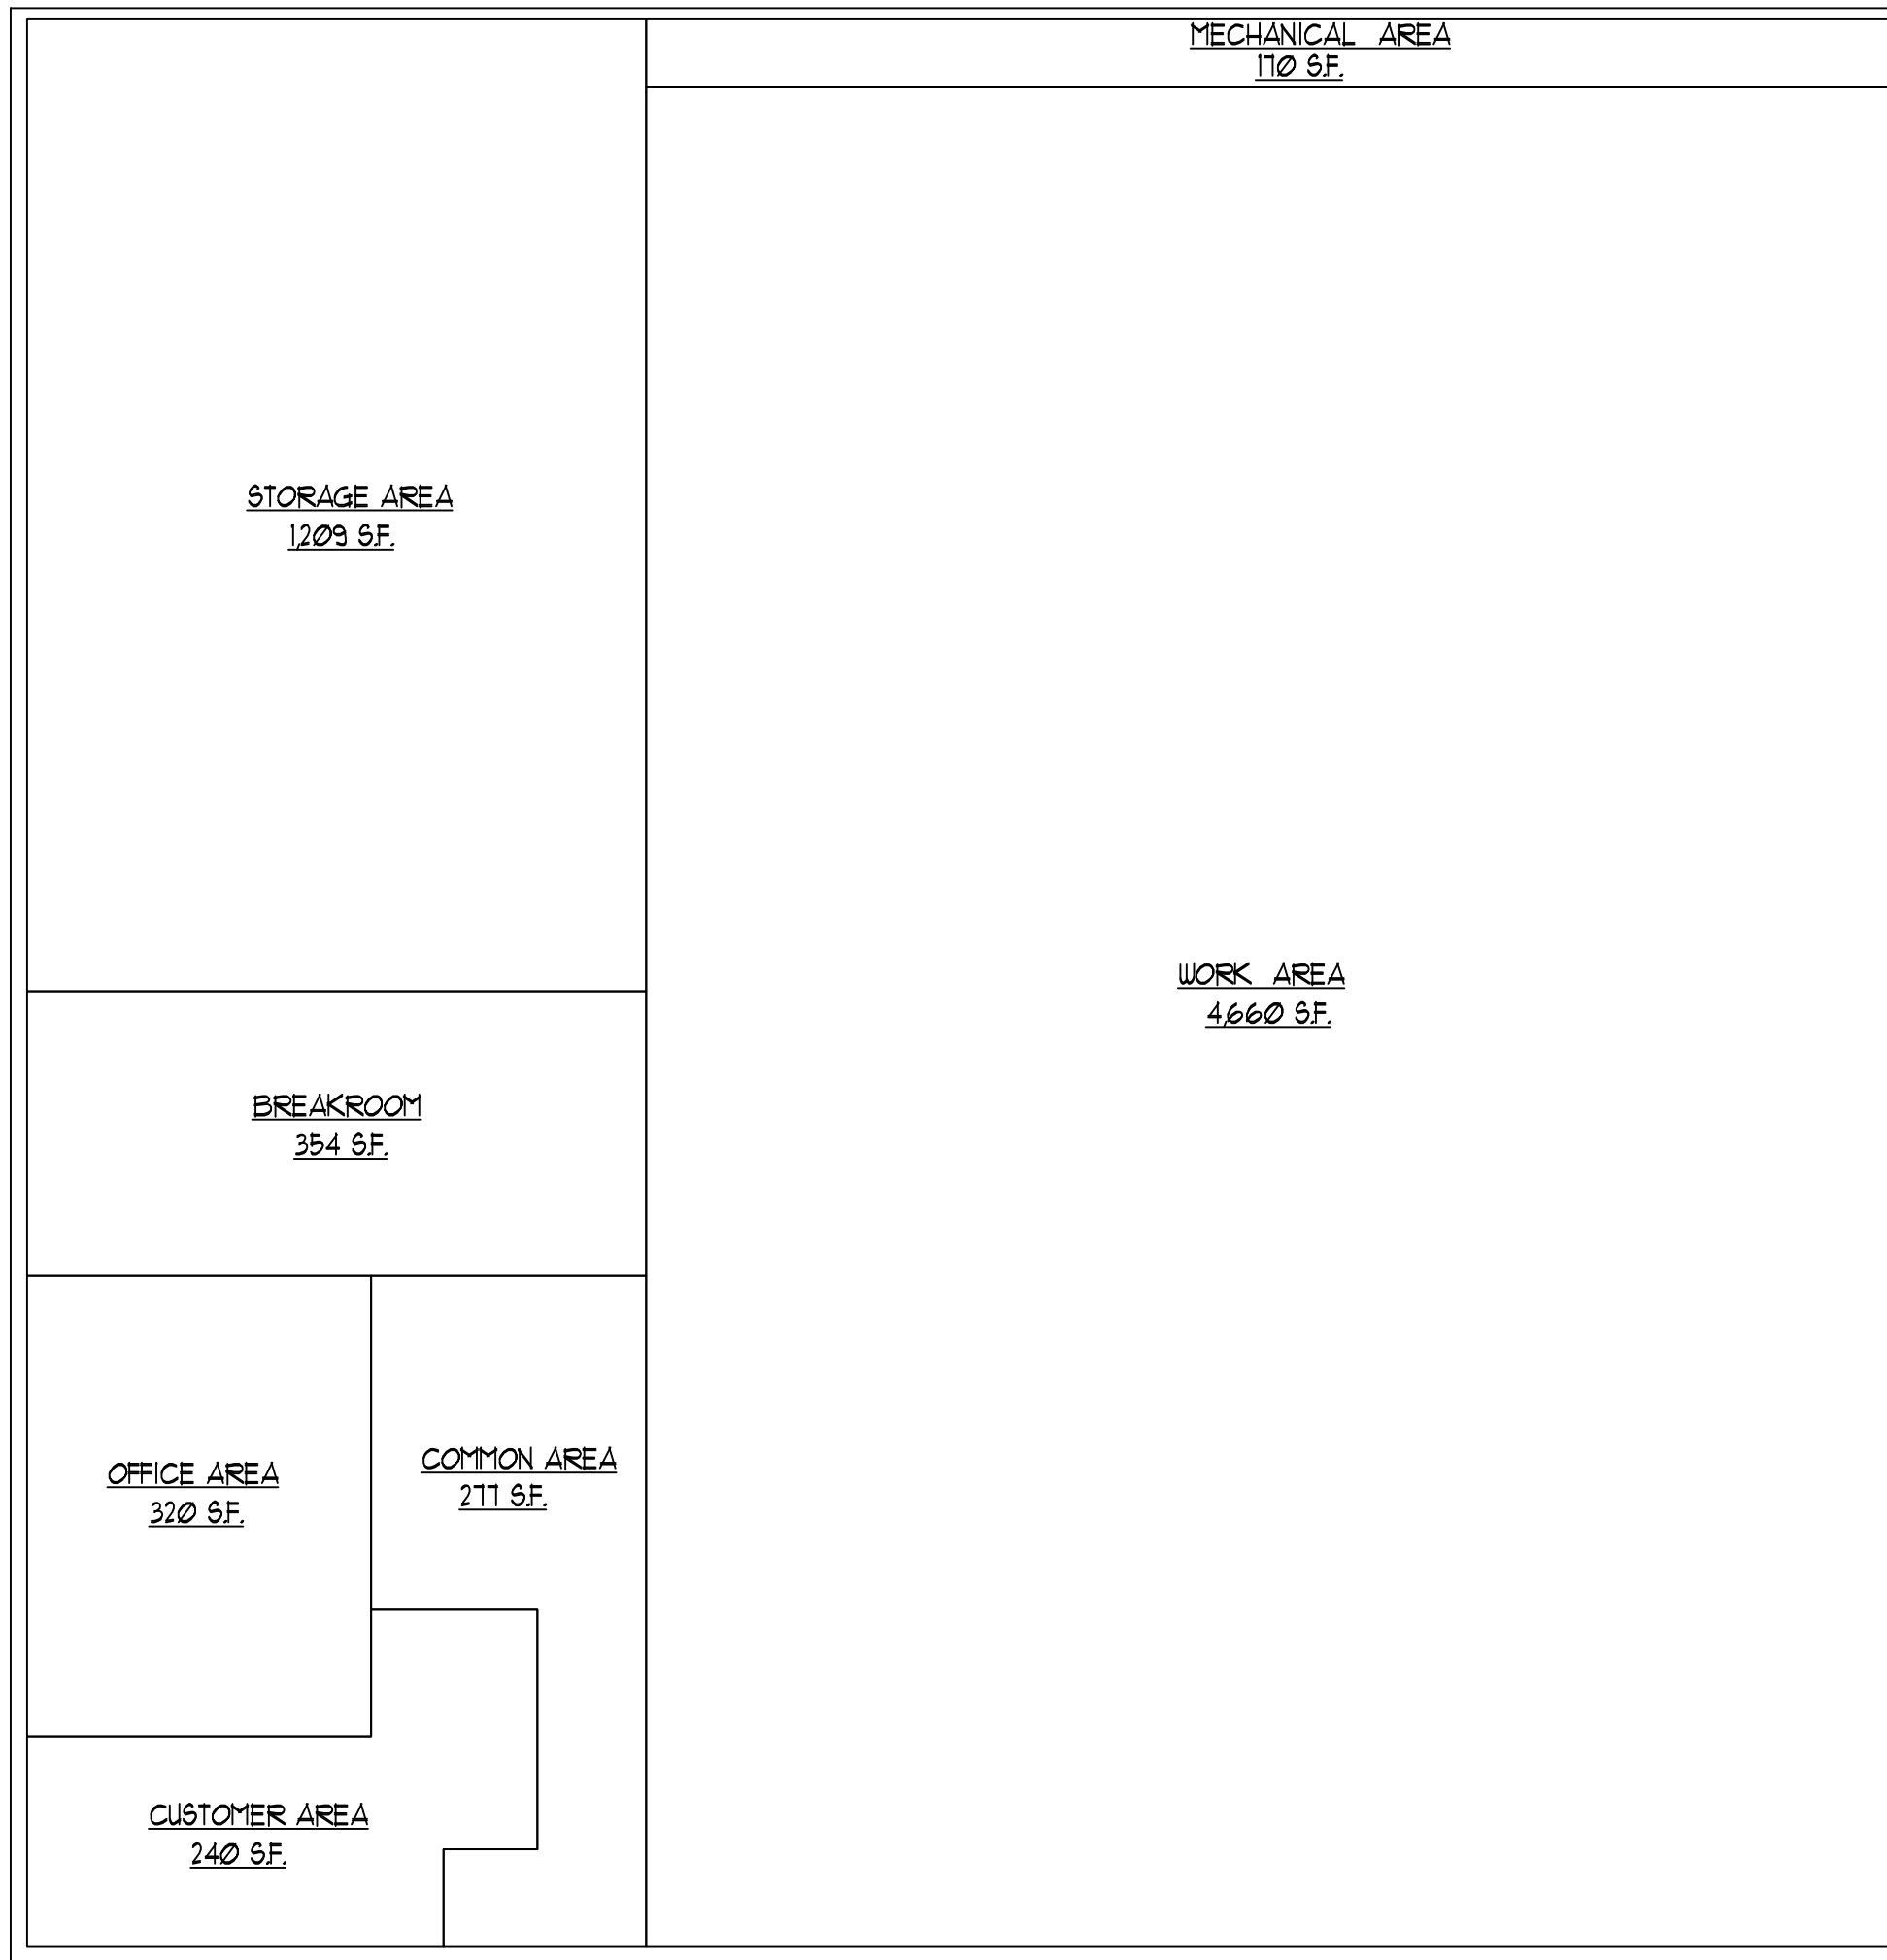 MECHANICAL AREA
170 S.F.
STORAGE AREA
1,209 S.F.
WORK AREA
4,660 S.F.
BREAKROOM
354 S.F.
OFFICE AREA
320 S.F.
COMMON AREA
277 S.F.
CUSTOMER AREA
240 S.F.